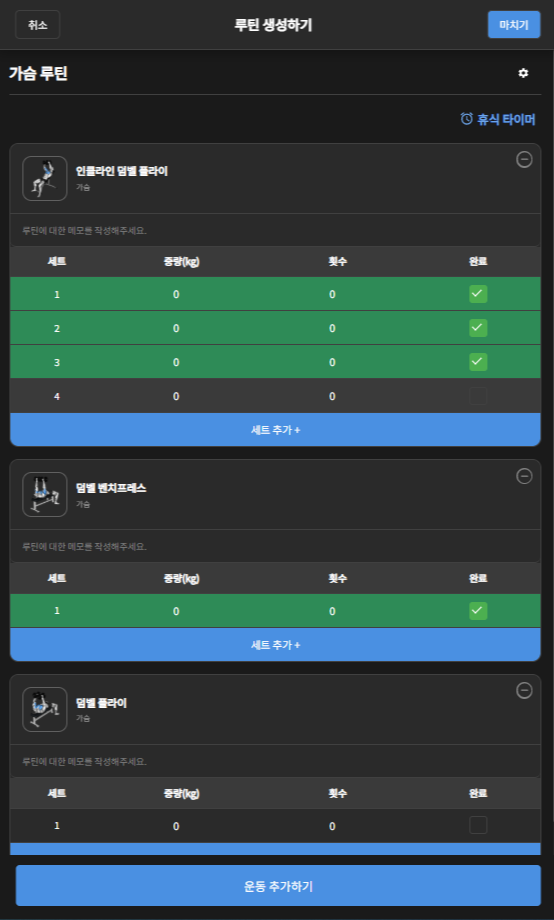 취소 루틴 생성하기 마치기
가슴 루틴
휴식 타이머
인클라인 덤벨 플라이
가슴
루틴에 대한 메모를 작성해주세요.
세트 중량(kg) 횟수 완료
1 0 0
2 0 0
3 0 0
4 0 0
세트 추가 +
덤벨 벤치프레스
가슴
루틴에 대한 메모를 작성해주세요.
세트 중량(kg) 횟수 완료
1 0 0
세트 추가 +
덤벨 플라이
가슴
루틴에 대한 메모를 작성해주세요.
세트 중량(kg) 횟수 완료
1 0 0
운동 추가하기